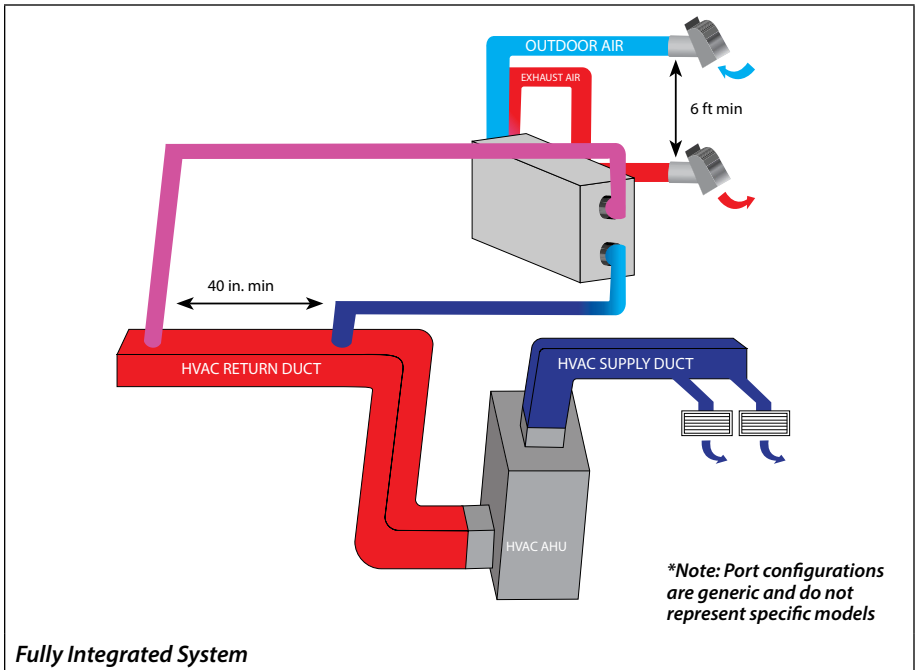 OUTDOOR AIR
EXHAUST AIR
6 ft min
40 in. min
HVAC RETURN DUCT
HVAC SUPPLY DUCT
HVAC AHU
*Note: Port configurations
are generic and do not
represent specific models
Fully Integrated System